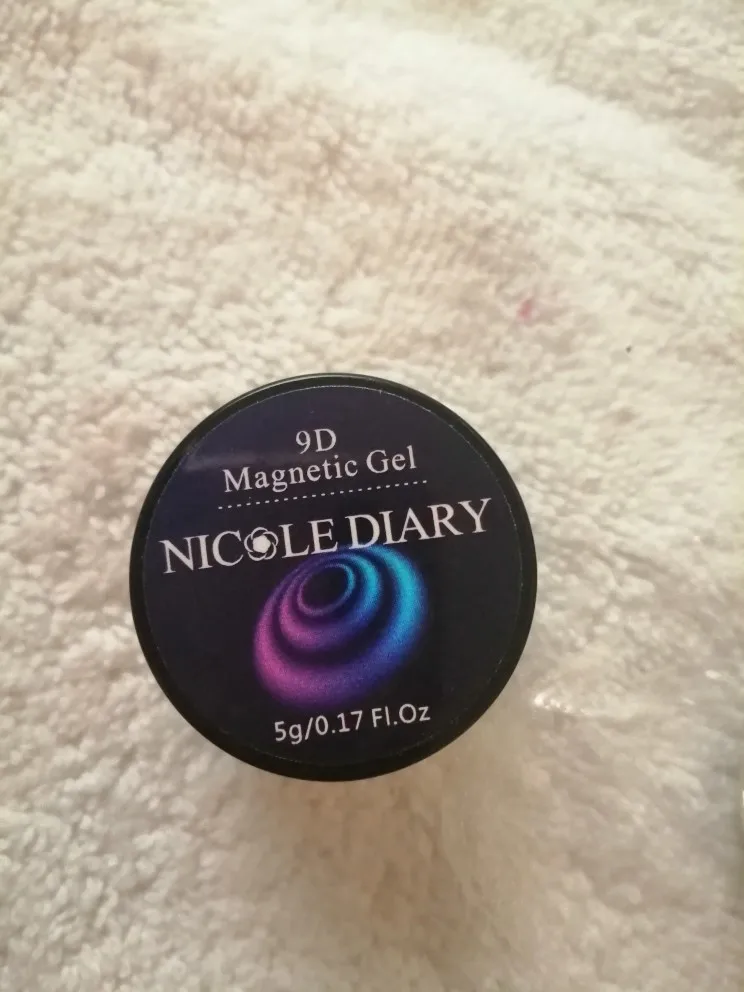 9D
Magnetic Gel
NICOLE DIARY
5g/0.17 Fl.Oz